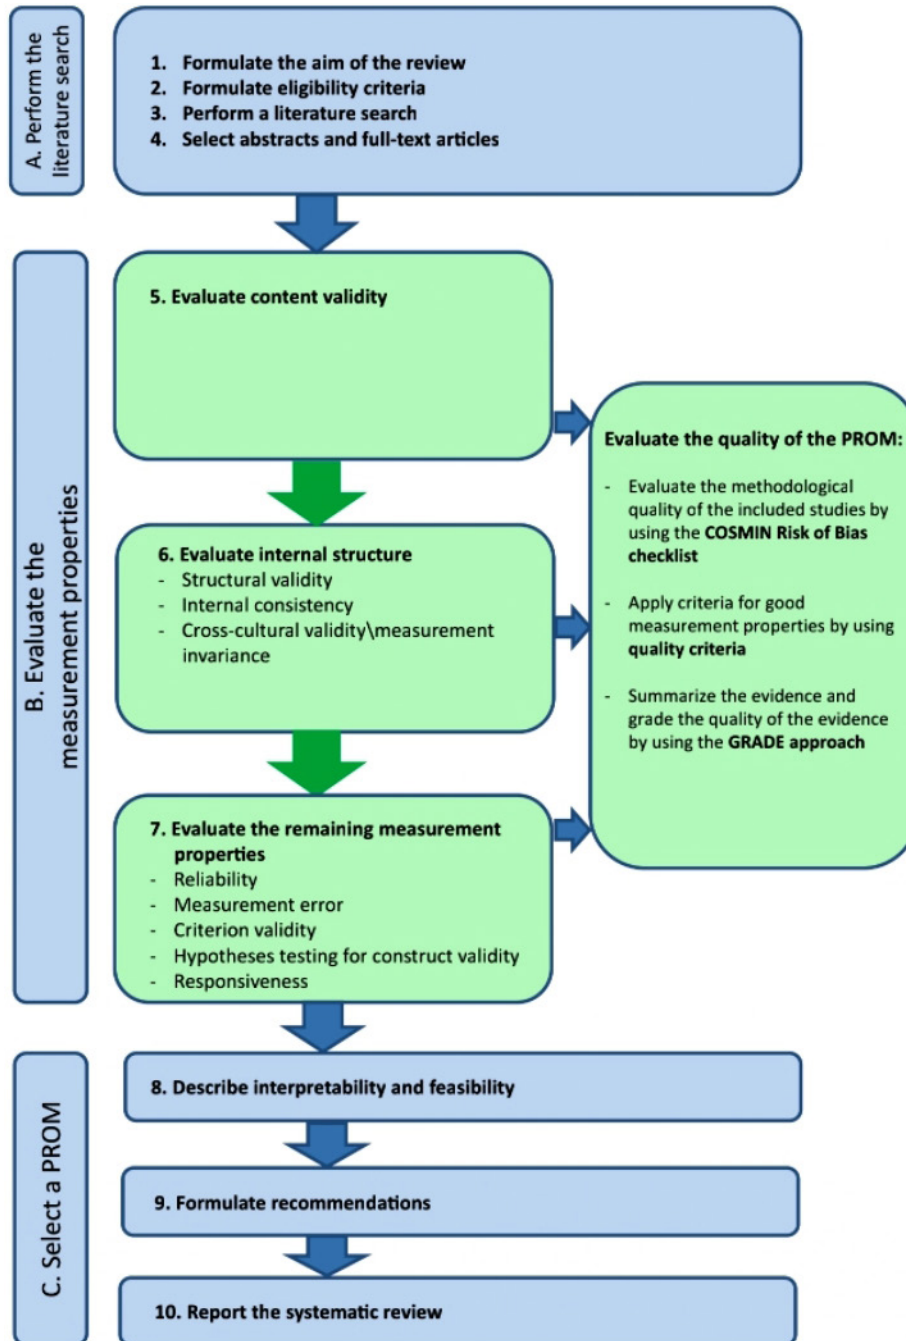 A. Perform the
literature search
1. Formulate the aim of the review
2. Formulate eligibility criteria
3. Perform a literature search
4. Select abstracts and full-text articles
B. Evaluate the
measurement properties
5. Evaluate content validity
6. Evaluate internal structure
- Structural validity
- Internal consistency
- Cross-cultural validity\measurement
invariance
7. Evaluate the remaining measurement
properties
- Reliability
- Measurement error
- Criterion validity
- Hypotheses testing for construct validity
- Responsiveness
Evaluate the quality of the PROM:
- Evaluate the methodological
quality of the included studies by
using the COSMIN Risk of Bias
checklist
- Apply criteria for good
measurement properties by using
quality criteria
- Summarize the evidence and
grade the quality of the evidence
by using the GRADE approach
C. Select a PROM
8. Describe interpretability and feasibility
9. Formulate recommendations
10. Report the systematic review